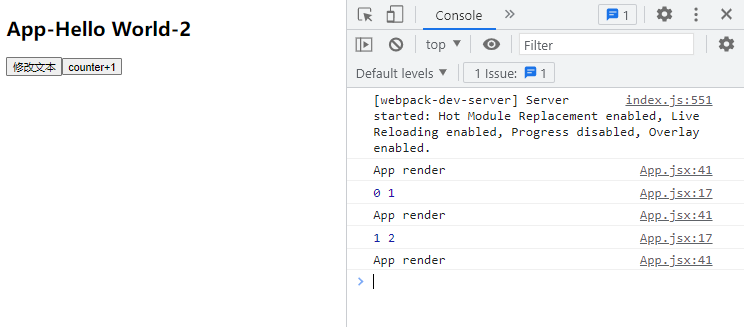 App-Hello World-2
修改文本 counter+1
Console 1
top Filter
Default levels 1 Issue: 1
[webpack-dev-server] Server index.js:551
started: Hot Module Replacement enabled, Live
Reloading enabled, Progress disabled, Overlay
enabled.
App render App.jsx:41
0 1 App.jsx:17
App render App.jsx:41
1 2 App.jsx:17
App render App.jsx:41